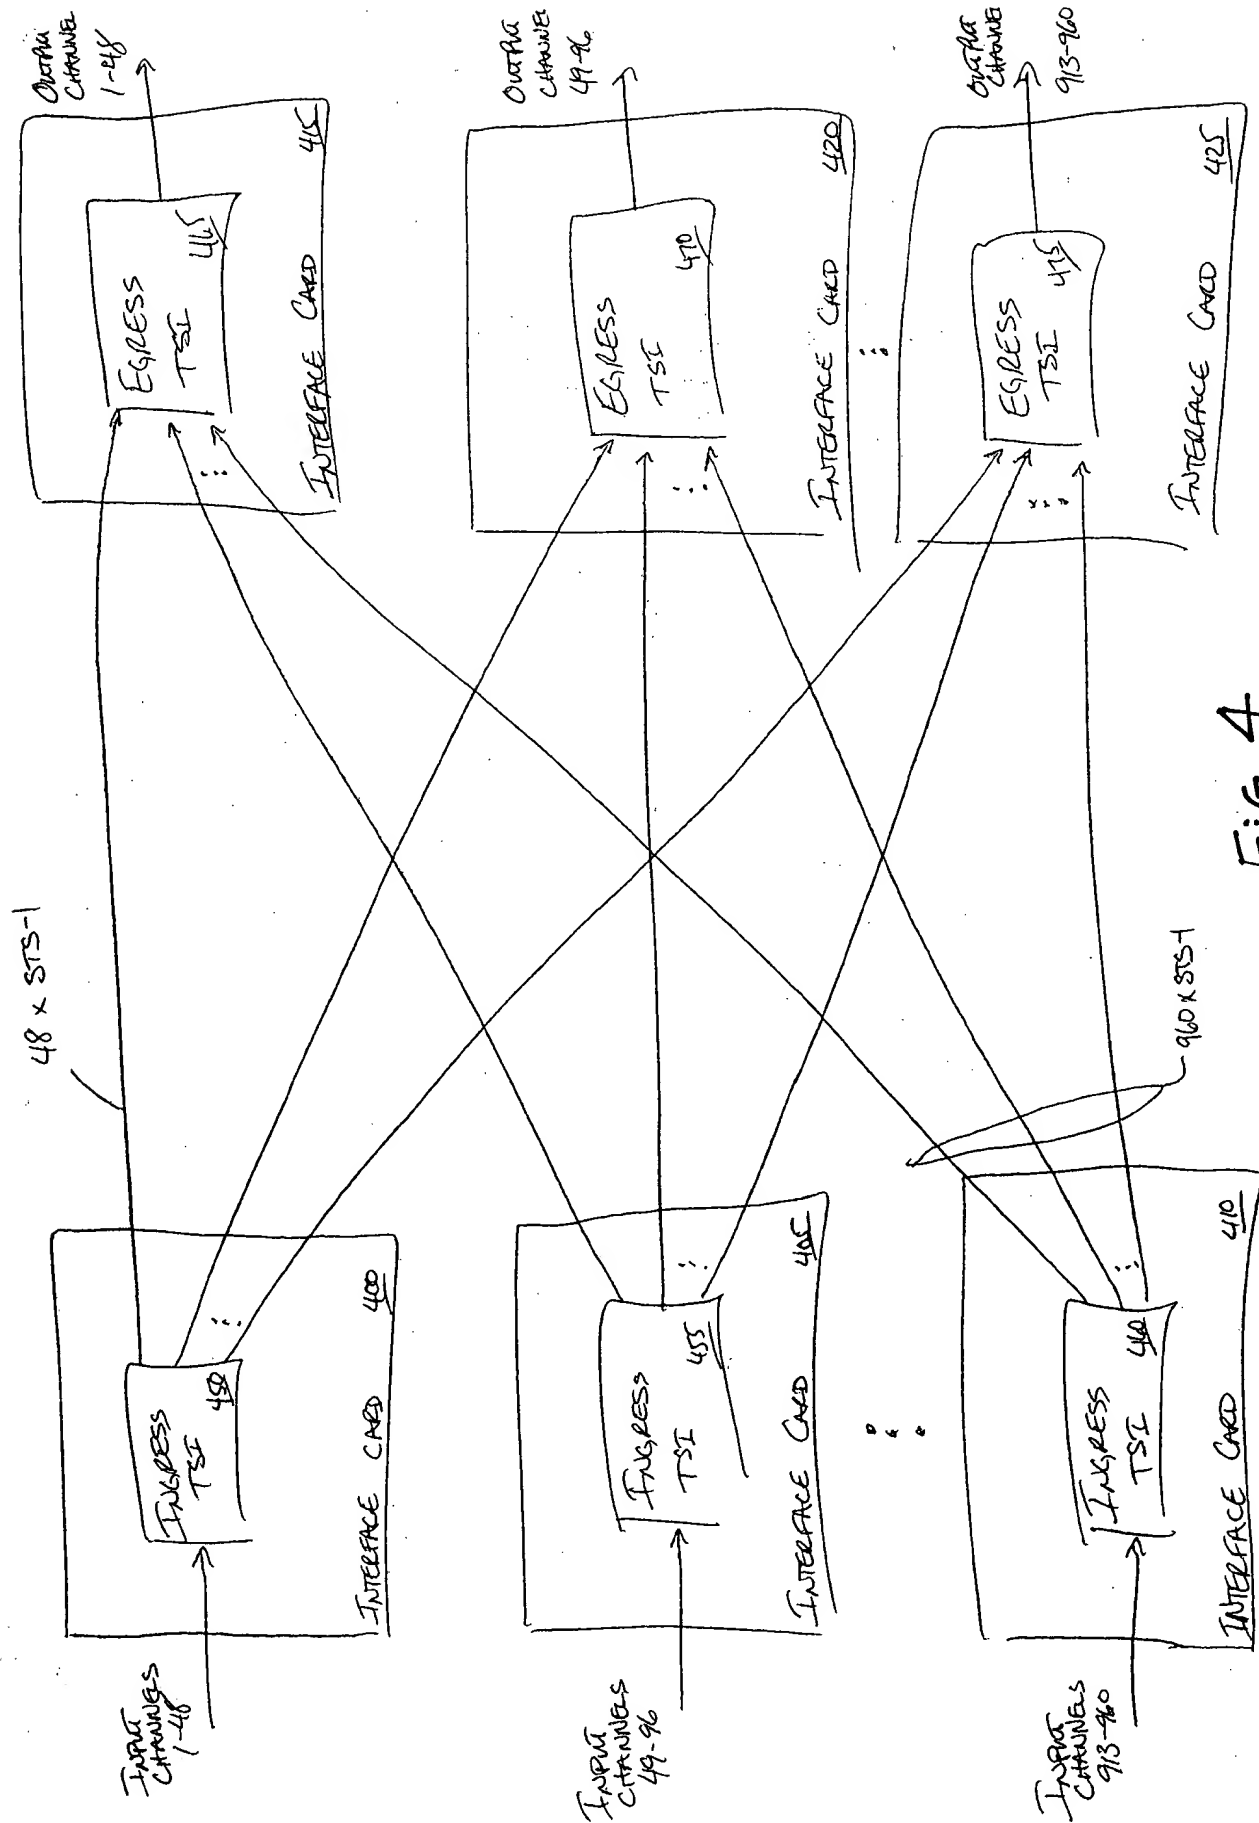 INPUT
CHANNELS
1-48
INGRESS
TSI
450
INTERFACE CARD
400
48 x STS-1
EGRESS
TSI
465
INTERFACE CARD
415
OUTPUT
CHANNEL
1-48
INPUT
CHANNELS
49-96
INGRESS
TSI
455
INTERFACE CARD
405
EGRESS
TSI
470
INTERFACE CARD
420
OUTPUT
CHANNEL
49-96
INPUT
CHANNELS
913-960
INGRESS
TSI
460
INTERFACE CARD
410
960 x STS-1
EGRESS
TSI
475
INTERFACE CARD
425
OUTPUT
CHANNEL
913-960
FIG 4